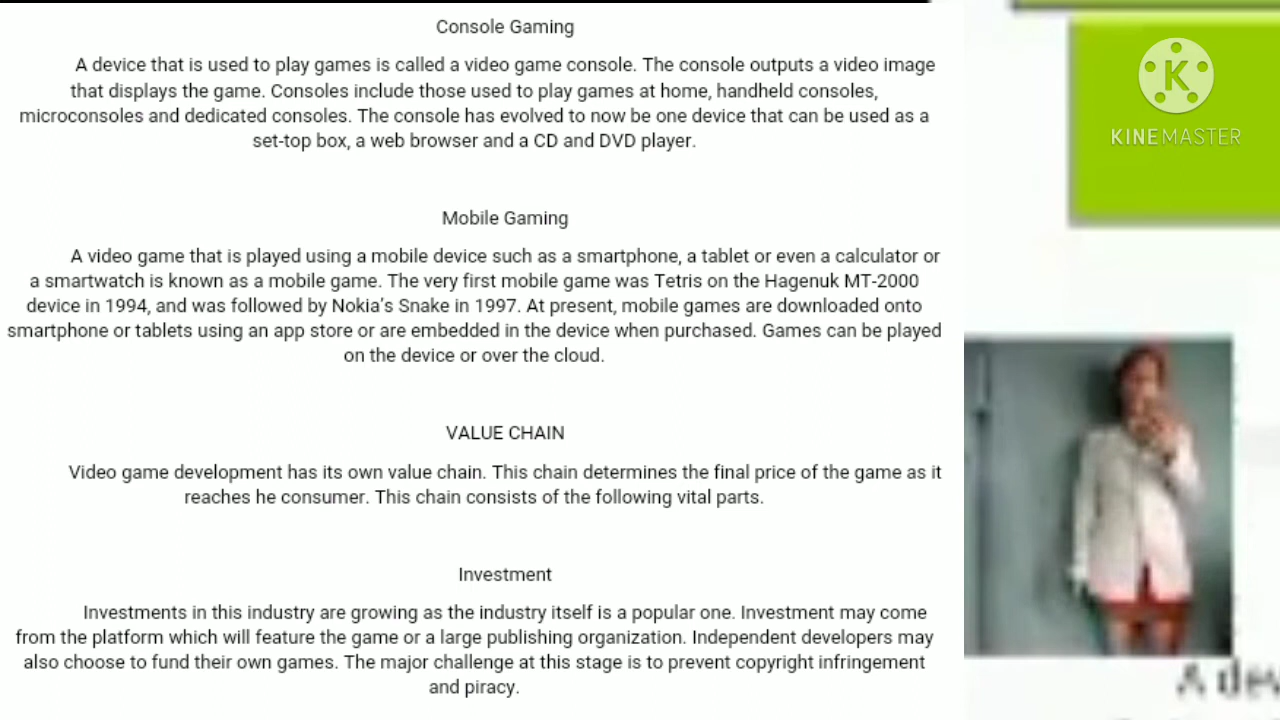 Console Gaming
A device that is used to play games is called a video game console. The console outputs a video image
that displays the game. Consoles include those used to play games at home, handheld consoles,
microconsoles and dedicated consoles. The console has evolved to now be one device that can be used as a
set-top box, a web browser and a CD and DVD player.
Mobile Gaming
A video game that is played using a mobile device such as a smartphone, a tablet or even a calculator or
a smartwatch is known as a mobile game. The very first mobile game was Tetris on the Hagenuk MT-2000
device in 1994, and was followed by Nokia's Snake in 1997. At present, mobile games are downloaded onto
smartphone or tablets using an app store or are embedded in the device when purchased. Games can be played
on the device or over the cloud.
VALUE CHAIN
Video game development has its own value chain. This chain determines the final price of the game as it
reaches he consumer. This chain consists of the following vital parts.
Investment
Investments in this industry are growing as the industry itself is a popular one. Investment may come
from the platform which will feature the game or a large publishing organization. Independent developers may
also choose to fund their own games. The major challenge at this stage is to prevent copyright infringement
and piracy.
K
KINEMASTER
A dev